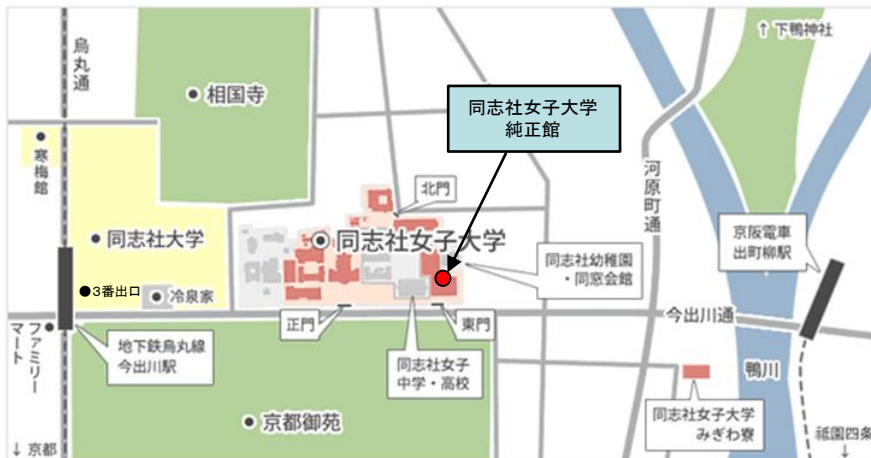 烏丸通
相国寺
寒梅館
同志社大学
●3番出口
冷泉家
ファミリー
マート
地下鉄烏丸線
今出川駅
↓ 京都
同志社女子大学
純正館
北門
同志社女子大学
同志社幼稚園
・同窓会館
正門
東門
同志社女子
中学・高校
京都御苑
↑ 下鴨神社
河原町通
京阪電車
出町柳駅
今出川通
鴨川
同志社女子大学
みぎわ寮
祇園四条
↓